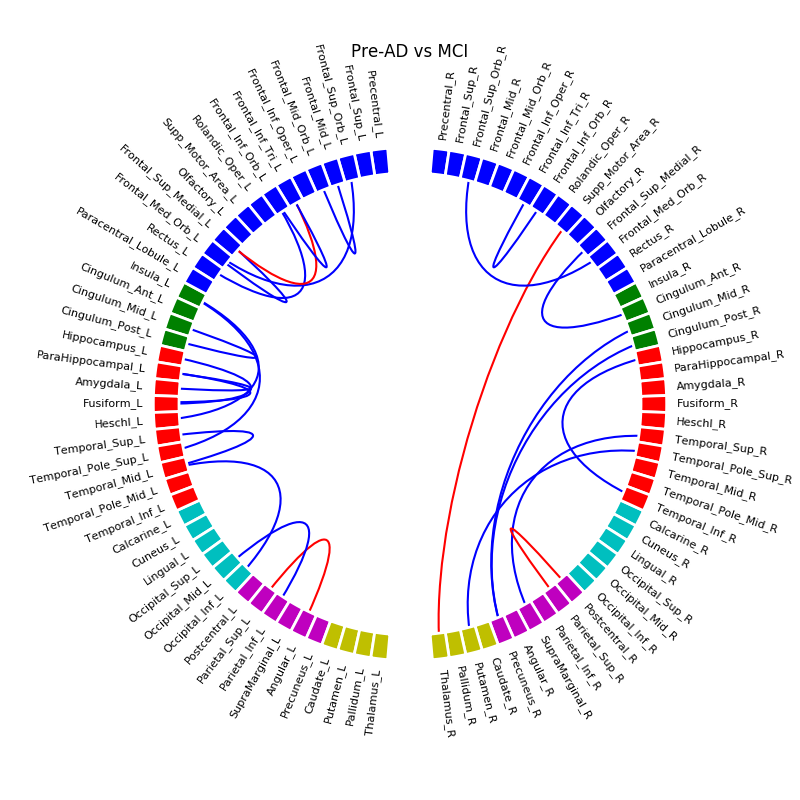 Pre-AD vs MCI
Precentral_L
Frontal_Sup_L
Frontal_Sup_Orb_L
Frontal_Mid_L
Frontal_Mid_Orb_L
Frontal_Inf_Oper_L
Frontal_Inf_Tri_L
Frontal_Inf_Orb_L
Rolandic_Oper_L
Supp_Motor_Area_L
Olfactory_L
Frontal_Sup_Medial_L
Frontal_Med_Orb_L
Rectus_L
Paracentral_Lobule_L
Insula_L
Cingulum_Ant_L
Cingulum_Mid_L
Cingulum_Post_L
Hippocampus_L
ParaHippocampal_L
Amygdala_L
Fusiform_L
Heschl_L
Temporal_Sup_L
Temporal_Pole_Sup_L
Temporal_Mid_L
Temporal_Pole_Mid_L
Temporal_Inf_L
Calcarine_L
Cuneus_L
Lingual_L
Occipital_Sup_L
Occipital_Mid_L
Occipital_Inf_L
Postcentral_L
Parietal_Sup_L
Parietal_Inf_L
SupraMarginal_L
Angular_L
Precuneus_L
Caudate_L
Putamen_L
Pallidum_L
Thalamus_L
Precentral_R
Frontal_Sup_R
Frontal_Sup_Orb_R
Frontal_Mid_R
Frontal_Mid_Orb_R
Frontal_Inf_Oper_R
Frontal_Inf_Tri_R
Frontal_Inf_Orb_R
Rolandic_Oper_R
Supp_Motor_Area_R
Olfactory_R
Frontal_Sup_Medial_R
Frontal_Med_Orb_R
Rectus_R
Paracentral_Lobule_R
Insula_R
Cingulum_Ant_R
Cingulum_Mid_R
Cingulum_Post_R
Hippocampus_R
ParaHippocampal_R
Amygdala_R
Fusiform_R
Heschl_R
Temporal_Sup_R
Temporal_Pole_Sup_R
Temporal_Mid_R
Temporal_Pole_Mid_R
Temporal_Inf_R
Calcarine_R
Cuneus_R
Lingual_R
Occipital_Sup_R
Occipital_Mid_R
Occipital_Inf_R
Postcentral_R
Parietal_Sup_R
Parietal_Inf_R
SupraMarginal_R
Angular_R
Precuneus_R
Caudate_R
Putamen_R
Pallidum_R
Thalamus_R